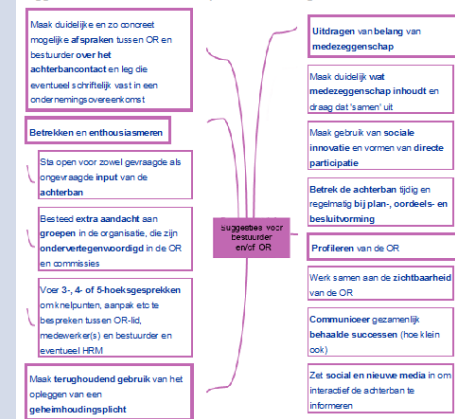 Maak duidelijke en zo concreet
mogelijke afspraken tussen OR en
bestuurder over het
achterbancontact en leg die
eventueel schriftelijk vast in een
ondernemingsovereenkomst
Betrekken en enthousiasmeren
Sta open voor zowel gevraagde als
ongevraagde input van de
achterban
Besteed extra aandacht aan
groepen in de organisatie, die zijn
ondervertegenwoordigd in de OR
en commissies
Voer 3-, 4- of 5-hoeksgesprekken
om knelpunten, aanpak etc te
bespreken tussen OR-lid,
medewerker(s) en bestuurder en
eventueel HRM
Maak terughoudend gebruik van het
opleggen van een
geheimhoudingsplicht
Suggesties voor
bestuurder
en/of OR
Uitdragen van belang van
medezeggenschap
Maak duidelijk wat
medezeggenschap inhoudt en
draag dat 'samen' uit
Maak gebruik van sociale
innovatie en vormen van directe
participatie
Betrek de achterban tijdig en
regelmatig bij plan-, oordeels- en
besluitvorming
Profileren van de OR
Werk samen aan de zichtbaarheid
van de OR
Communiceer gezamenlijk
behaalde successen (hoe klein
ook)
Zet social en nieuwe media in om
interactief de achterban te
informeren